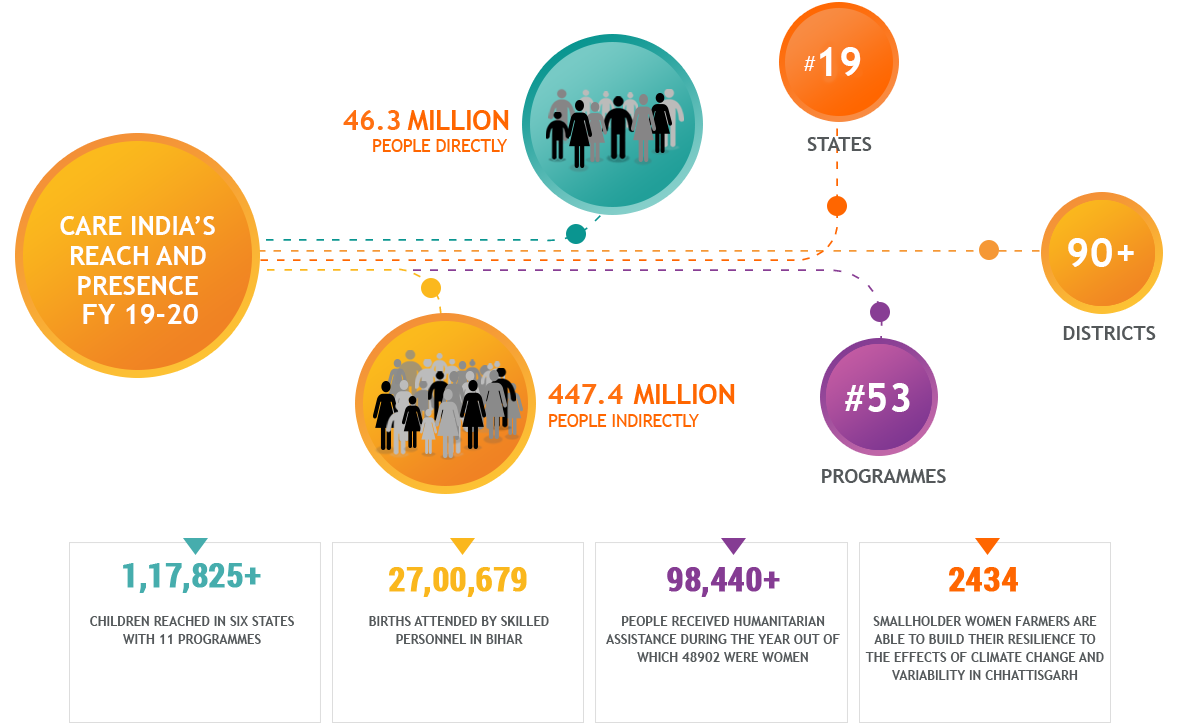 CARE INDIA'S
REACH AND
PRESENCE
FY 19-20
46.3 MILLION
PEOPLE DIRECTLY
#19
STATES
90+
DISTRICTS
447.4 MILLION
PEOPLE INDIRECTLY
#53
PROGRAMMES
1,17,825+
CHILDREN REACHED IN SIX STATES
WITH 11 PROGRAMMES
27,00,679
BIRTHS ATTENDED BY SKILLED
PERSONNEL IN BIHAR
98,440+
PEOPLE RECEIVED HUMANITARIAN
ASSISTANCE DURING THE YEAR OUT OF
WHICH 48902 WERE WOMEN
2434
SMALLHOLDER WOMEN FARMERS ARE
ABLE TO BUILD THEIR RESILIENCE TO
THE EFFECTS OF CLIMATE CHANGE AND
VARIABILITY IN CHHATTISGARH